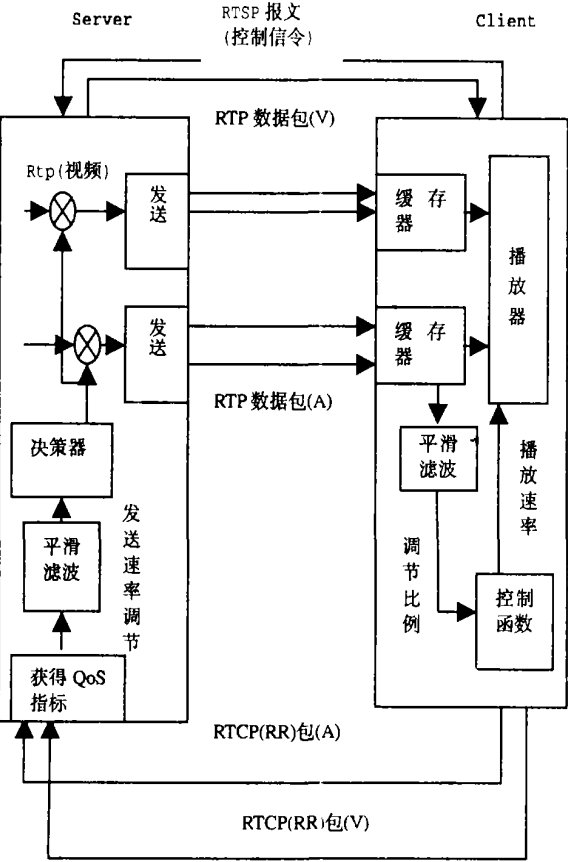 Server
RTSP 报文
(控制信令)
Client
RTP 数据包(V)
Rtp(视频)
发
送
缓 存
器
播
放
器
发
送
缓 存
器
RTP 数据包(A)
决策器
平滑
滤波
播
放
速
率
发
送
速
率
调
节
平滑
滤波
调
节
比
例
控制
函数
获得 QoS
指标
RTCP(RR)包(A)
RTCP(RR)包(V)